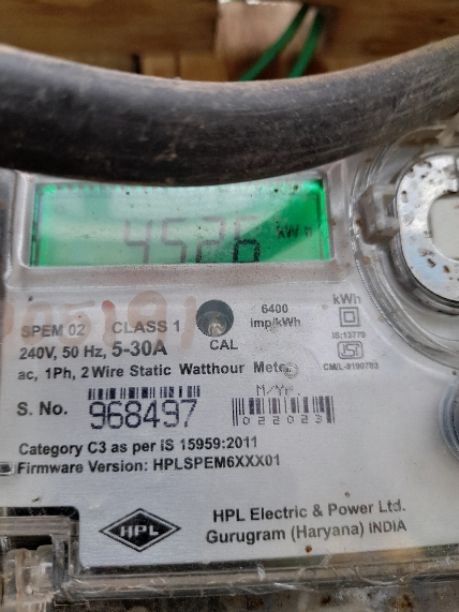 4526 kWh
SPEM 02 CLASS 1
6400 imp/kWh
kWh
IS:13779
240V, 50 Hz, 5-30A
CAL
ac, 1Ph, 2 Wire Static Watthour Meter
CM/L-9190793
M/Yr.
S. No. 968497
022023
Category C3 as per IS 15959:2011
Firmware Version: HPLSPEM6XXX01
HPL
HPL Electric & Power Ltd.
Gurugram (Haryana) INDIA